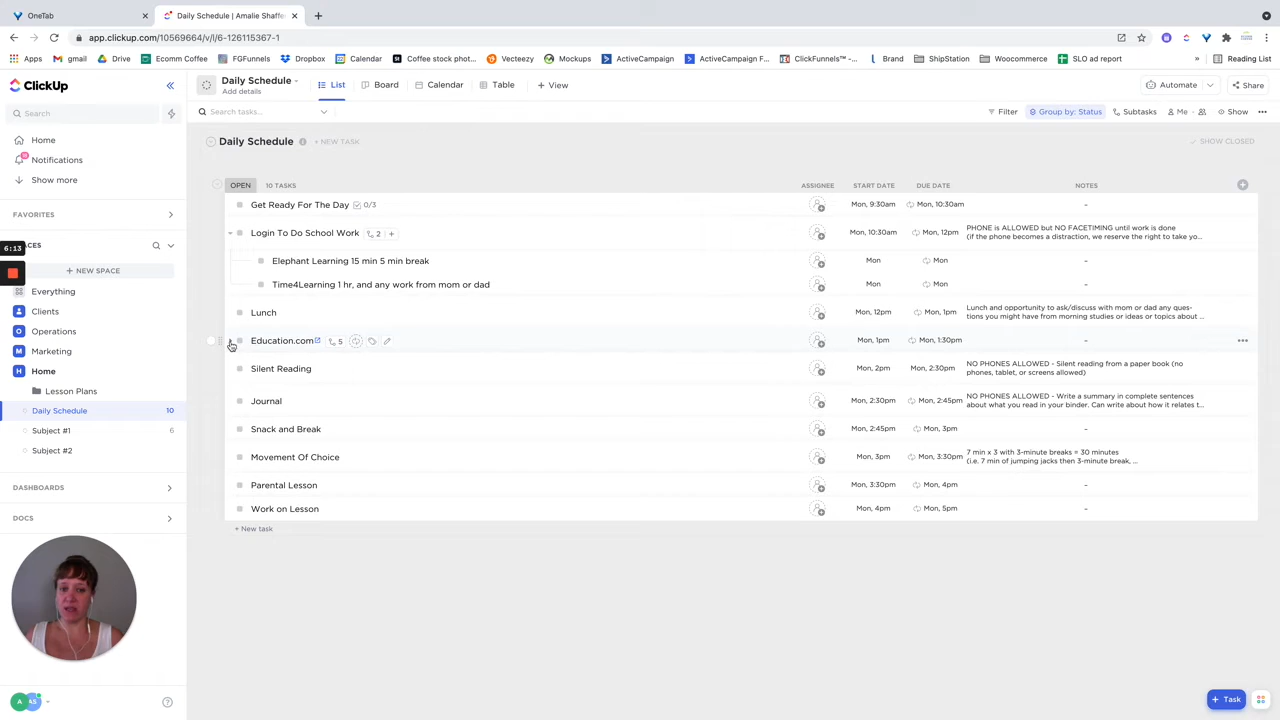 OneTab
Daily Schedule | Amalie Shaffe
app.clickup.com/10569664/v/l/6-126115367-1
Apps
gmail
Drive
Ecomm Coffee
FGFunnels
Dropbox
Calendar
Coffee stock phot...
Vecteezy
Mockups
ActiveCampaign
ActiveCampaign F...
ClickFunnels™ -...
Brand
ShipStation
Woocommerce
SLO ad report
»
Reading List
ClickUp
Daily Schedule
Add details
List
Board
Calendar
Table
+ View
Automate
Share
Search
Search tasks...
Filter
Group by: Status
Subtasks
Me
Show
Home
Notifications
Show more
FAVORITES
6:13
CES
+ NEW SPACE
Everything
C Clients
O Operations
M Marketing
H Home
Lesson Plans
Daily Schedule 10
Subject #1 6
Subject #2
DASHBOARDS
DOCS
A AS
Daily Schedule + NEW TASK
SHOW CLOSED
OPEN 10 TASKS ASSIGNEE START DATE DUE DATE NOTES
Get Ready For The Day 0/3 Mon, 9:30am Mon, 10:30am
Login To Do School Work 2 + Mon, 10:30am Mon, 12pm PHONE is ALLOWED but NO FACETIMING until work is done
(if the phone becomes a distraction, we reserve the right to take yo...
Elephant Learning 15 min 5 min break Mon Mon –
Time4Learning 1 hr, and any work from mom or dad Mon Mon –
Lunch Mon, 12pm Mon, 1pm Lunch and opportunity to ask/discuss with mom or dad any ques-
tions you might have from morning studies or ideas or topics about ...
Education.com 5 Mon, 1pm Mon, 1:30pm –
Silent Reading Mon, 2pm Mon, 2:30pm NO PHONES ALLOWED - Silent reading from a paper book (no
phones, tablet, or screens allowed)
Journal Mon, 2:30pm Mon, 2:45pm NO PHONES ALLOWED - Write a summary in complete sentences
about what you read in your binder. Can write about how it relates t...
Snack and Break Mon, 2:45pm Mon, 3pm –
Movement Of Choice Mon, 3pm Mon, 3:30pm 7 min x 3 with 3-minute breaks = 30 minutes
(i.e. 7 min of jumping jacks then 3-minute break, ...
Parental Lesson Mon, 3:30pm Mon, 4pm –
Work on Lesson Mon, 4pm Mon, 5pm –
+ New task
+ Task